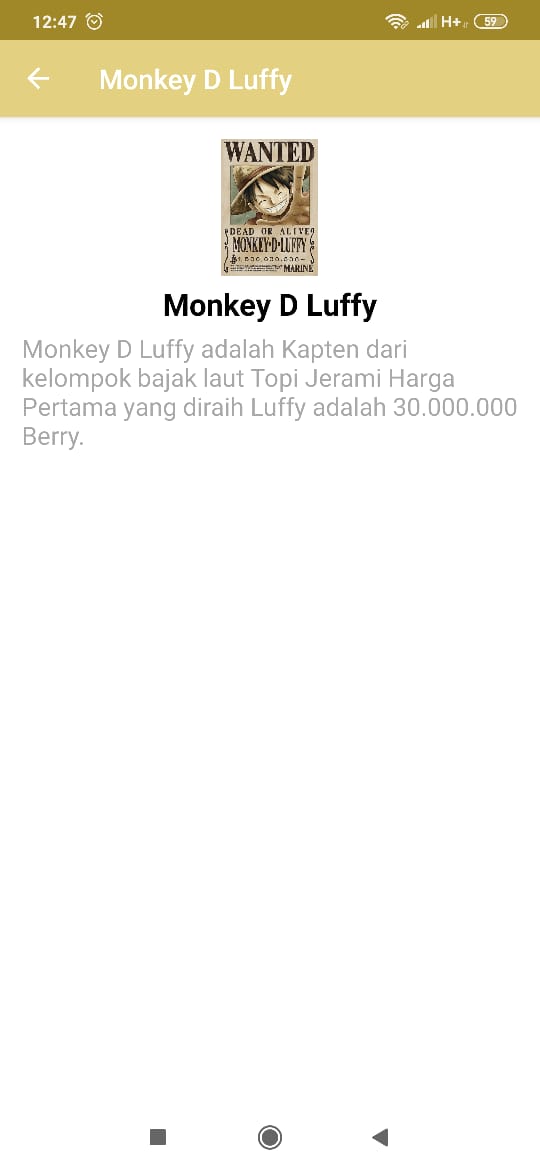 12:47
H+
59
Monkey D Luffy
WANTED
DEAD OR ALIVE
MONKEY·D·LUFFY
MARINE
Monkey D Luffy
Monkey D Luffy adalah Kapten dari
kelompok bajak laut Topi Jerami Harga
Pertama yang diraih Luffy adalah 30.000.000
Berry.